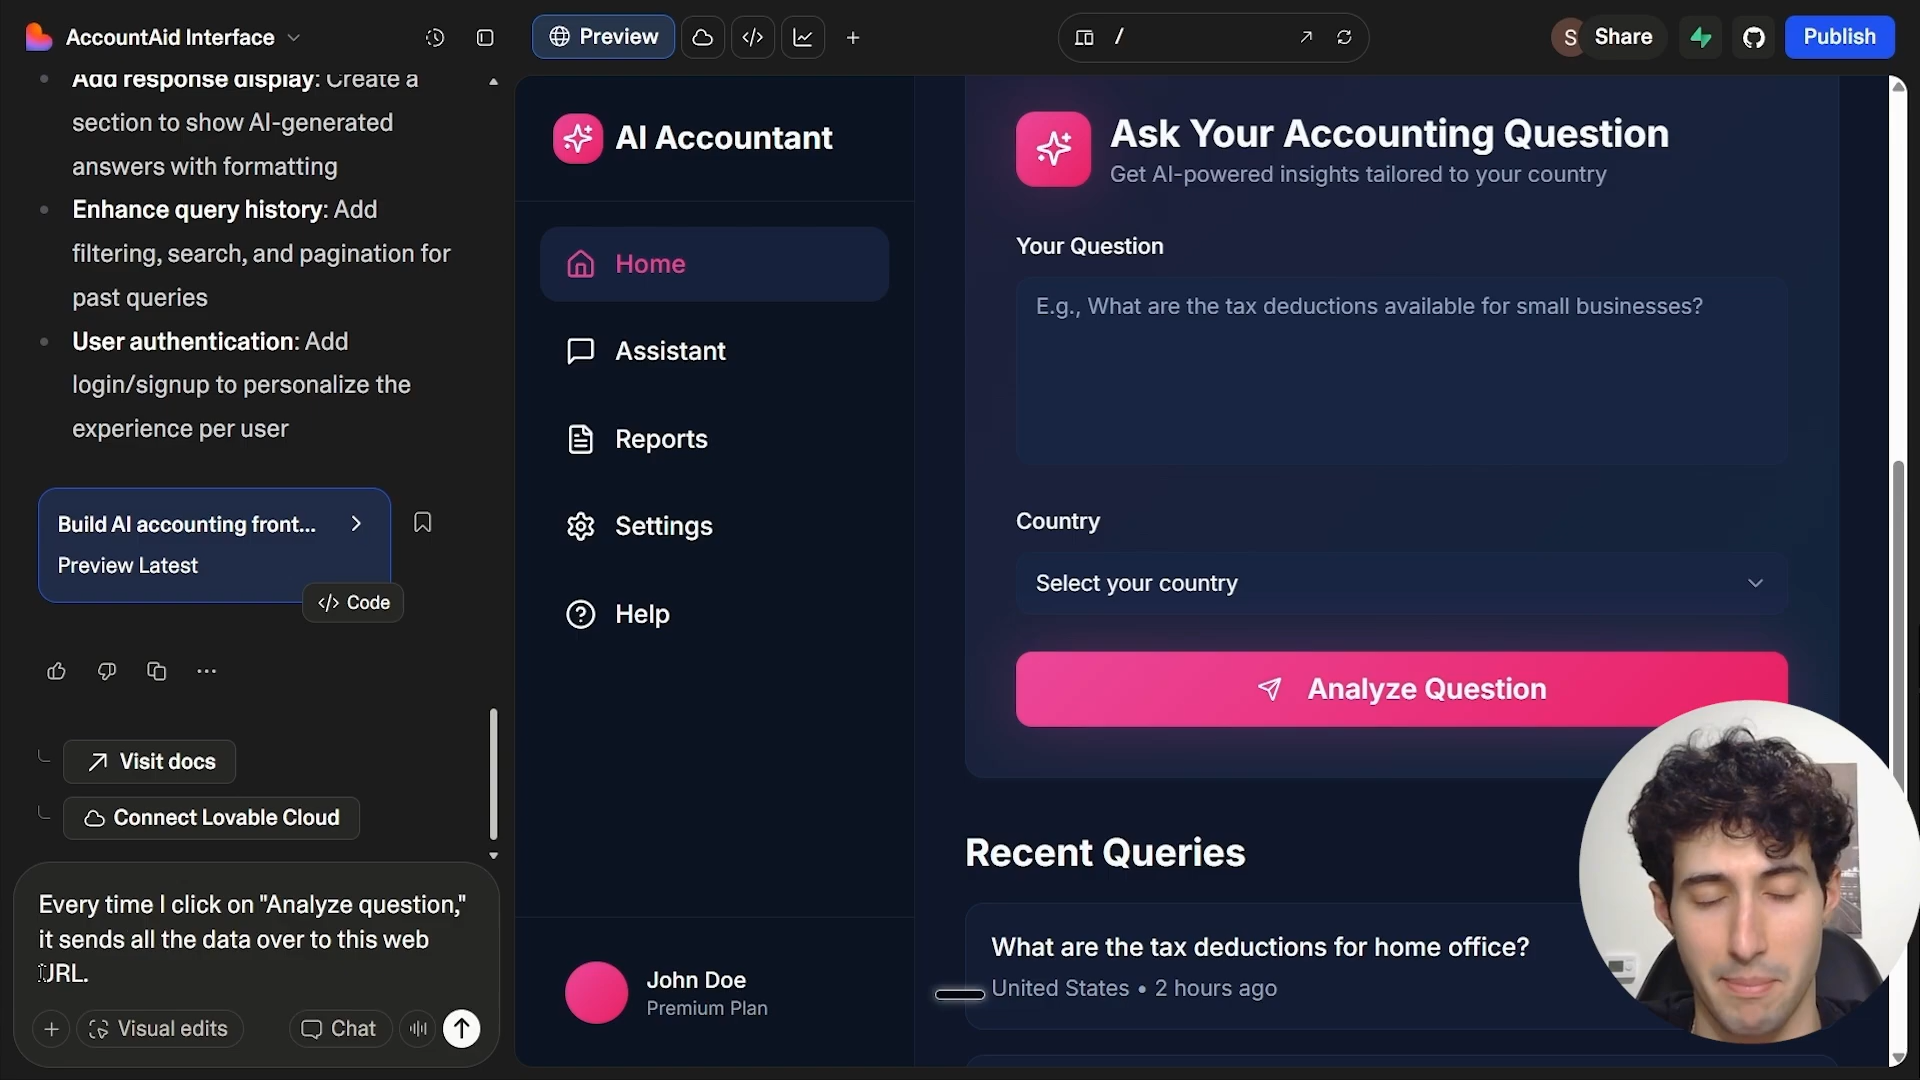 AccountAid Interface
Preview
/
S
Share
Publish
Add response display: Create a
section to show AI-generated
answers with formatting
Enhance query history: Add
filtering, search, and pagination for
past queries
User authentication: Add
login/signup to personalize the
experience per user
Build AI accounting front...
Preview Latest
Code
Visit docs
Connect Lovable Cloud
Every time I click on "Analyze question,"
it sends all the data over to this web
URL.
Visual edits
Chat
AI Accountant
Home
Assistant
Reports
Settings
Help
John Doe
Premium Plan
Ask Your Accounting Question
Get AI-powered insights tailored to your country
Your Question
E.g., What are the tax deductions available for small businesses?
Country
Select your country
Analyze Question
Recent Queries
What are the tax deductions for home office?
United States • 2 hours ago